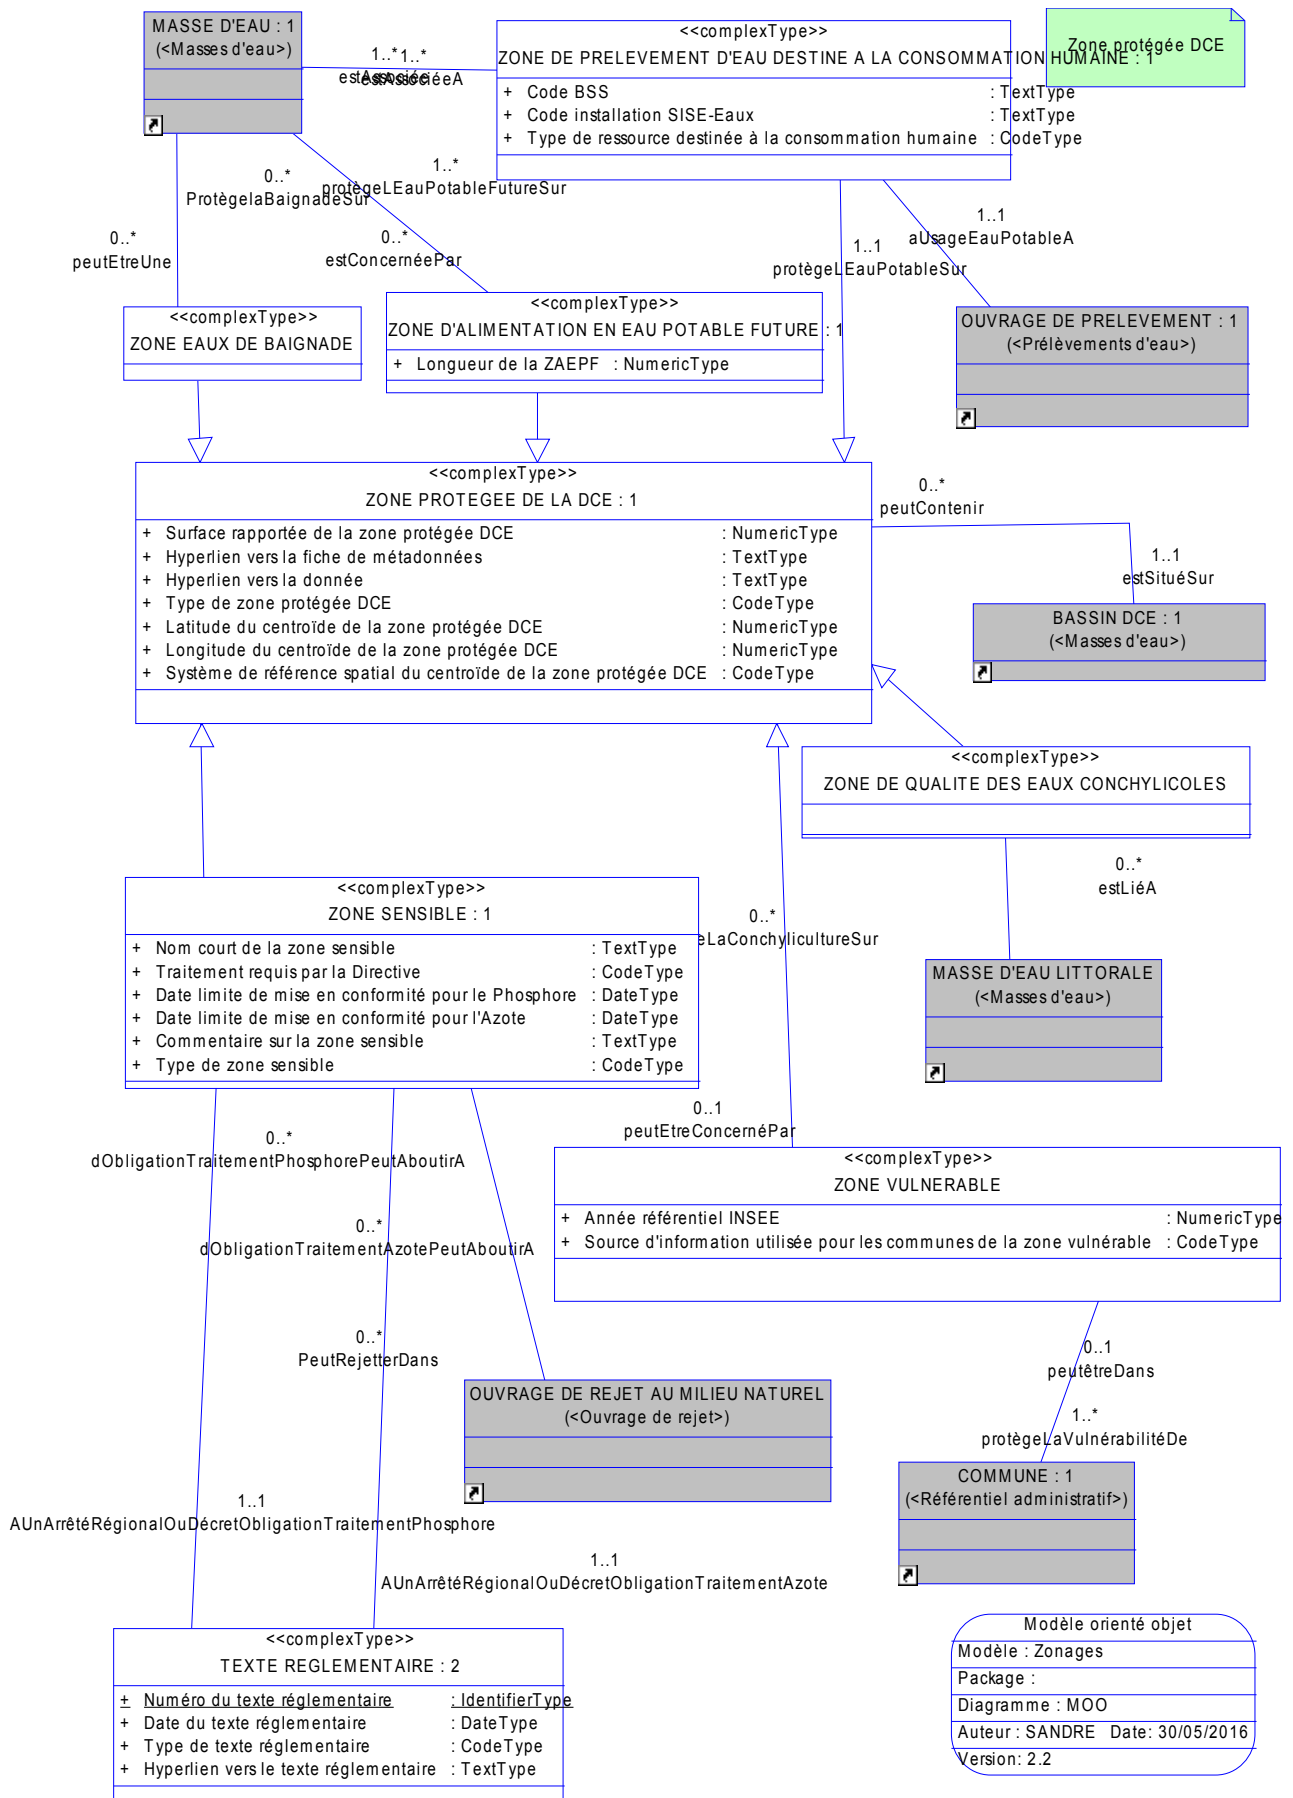 MASSE D'EAU : 1
(<Masses d'eau>)
<<complexType>>
ZONE DE PRELEVEMENT D'EAU DESTINE A LA CONSOMMATION HUMAINE : 1
+ Code BSS : TextType
+ Code installation SISE-Eaux : TextType
+ Type de ressource destinée à la consommation humaine : CodeType
Zone protégée DCE
1..*
1..*
estAssociée
estAssociéeA
0..*
ProtègelaBaignadeSur
1..*
protègeLEauPotableFutureSur
0..*
peutEtreUne
0..*
estConcernéePar
1..1
aUsageEauPotableA
1..1
protègeLEauPotableSur
<<complexType>>
ZONE EAUX DE BAIGNADE
<<complexType>>
ZONE D'ALIMENTATION EN EAU POTABLE FUTURE : 1
+ Longueur de la ZAEPF : NumericType
OUVRAGE DE PRELEVEMENT : 1
(<Prélèvements d'eau>)
<<complexType>>
ZONE PROTEGEE DE LA DCE : 1
+ Surface rapportée de la zone protégée DCE : NumericType
+ Hyperlien vers la fiche de métadonnées : TextType
+ Hyperlien vers la donnée : TextType
+ Type de zone protégée DCE : CodeType
+ Latitude du centroïde de la zone protégée DCE : NumericType
+ Longitude du centroïde de la zone protégée DCE : NumericType
+ Système de référence spatial du centroïde de la zone protégée DCE : CodeType
0..*
peutContenir
1..1
estSituéSur
BASSIN DCE : 1
(<Masses d'eau>)
<<complexType>>
ZONE DE QUALITE DES EAUX CONCHYLICOLES
0..*
estLiéA
<<complexType>>
ZONE SENSIBLE : 1
+ Nom court de la zone sensible : TextType
+ Traitement requis par la Directive : CodeType
+ Date limite de mise en conformité pour le Phosphore : DateType
+ Date limite de mise en conformité pour l'Azote : DateType
+ Commentaire sur la zone sensible : TextType
+ Type de zone sensible : CodeType
0..*
eLaConchylicultureSur
MASSE D'EAU LITTORALE
(<Masses d'eau>)
0..1
peutEtreConcernéPar
0..*
dObligationTraitementPhosphorePeutAboutirA
<<complexType>>
ZONE VULNERABLE
+ Année référentiel INSEE : NumericType
+ Source d'information utilisée pour les communes de la zone vulnérable : CodeType
0..*
dObligationTraitementAzotePeutAboutirA
0..*
PeutRejetterDans
0..1
peutêtreDans
OUVRAGE DE REJET AU MILIEU NATUREL
(<Ouvrage de rejet>)
1..*
protègeLaVulnérabilitéDe
COMMUNE : 1
(<Référentiel administratif>)
1..1
AUnArrêtéRégionalOuDécretObligationTraitementPhosphore
1..1
AUnArrêtéRégionalOuDécretObligationTraitementAzote
<<complexType>>
TEXTE REGLEMENTAIRE : 2
+ Numéro du texte réglementaire : IdentifierType
+ Date du texte réglementaire : DateType
+ Type de texte réglementaire : CodeType
+ Hyperlien vers le texte réglementaire : TextType
Modèle orienté objet
Modèle : Zonages
Package :
Diagramme : MOO
Auteur : SANDRE Date: 30/05/2016
Version: 2.2